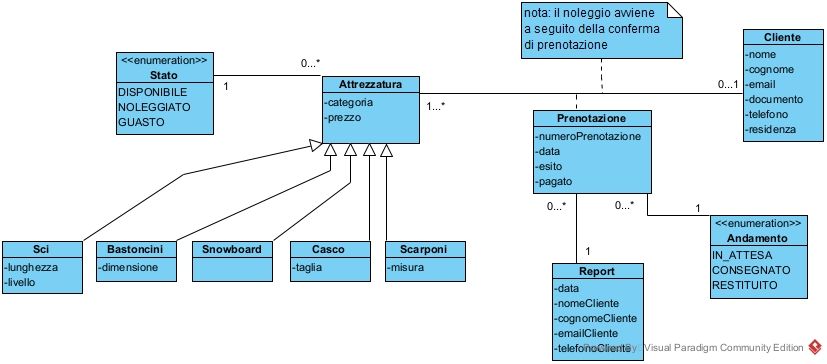 nota: il noleggio avviene
a seguito della conferma
di prenotazione
Cliente
-nome
-cognome
-email
-documento
-telefono
-residenza
<<enumeration>>
Stato
DISPONIBILE
NOLEGGIATO
GUASTO
1
0...*
Attrezzatura
-categoria
-prezzo
1...*
0...1
Prenotazione
-numeroPrenotazione
-data
-esito
-pagato
0...*
0...*
1
1
<<enumeration>>
Andamento
IN_ATTESA
CONSEGNATO
RESTITUITO
Sci
-lunghezza
-livello
Bastoncini
-dimensione
Snowboard
Casco
-taglia
Scarponi
-misura
Report
-data
-nomeCliente
-cognomeCliente
-emailCliente
-telefonoCliente
Visual Paradigm Community Edition